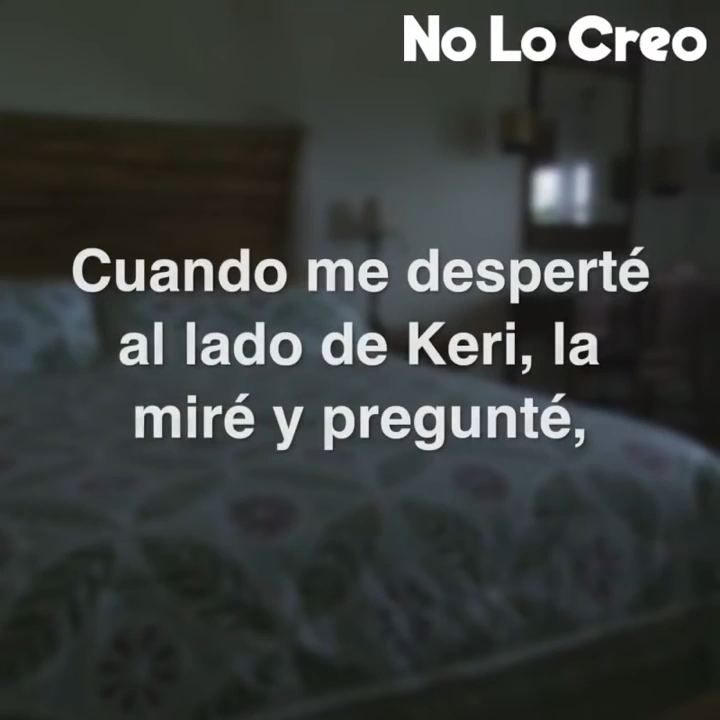 No Lo Creo
Cuando me desperté
al lado de Keri, la
miré y pregunté,